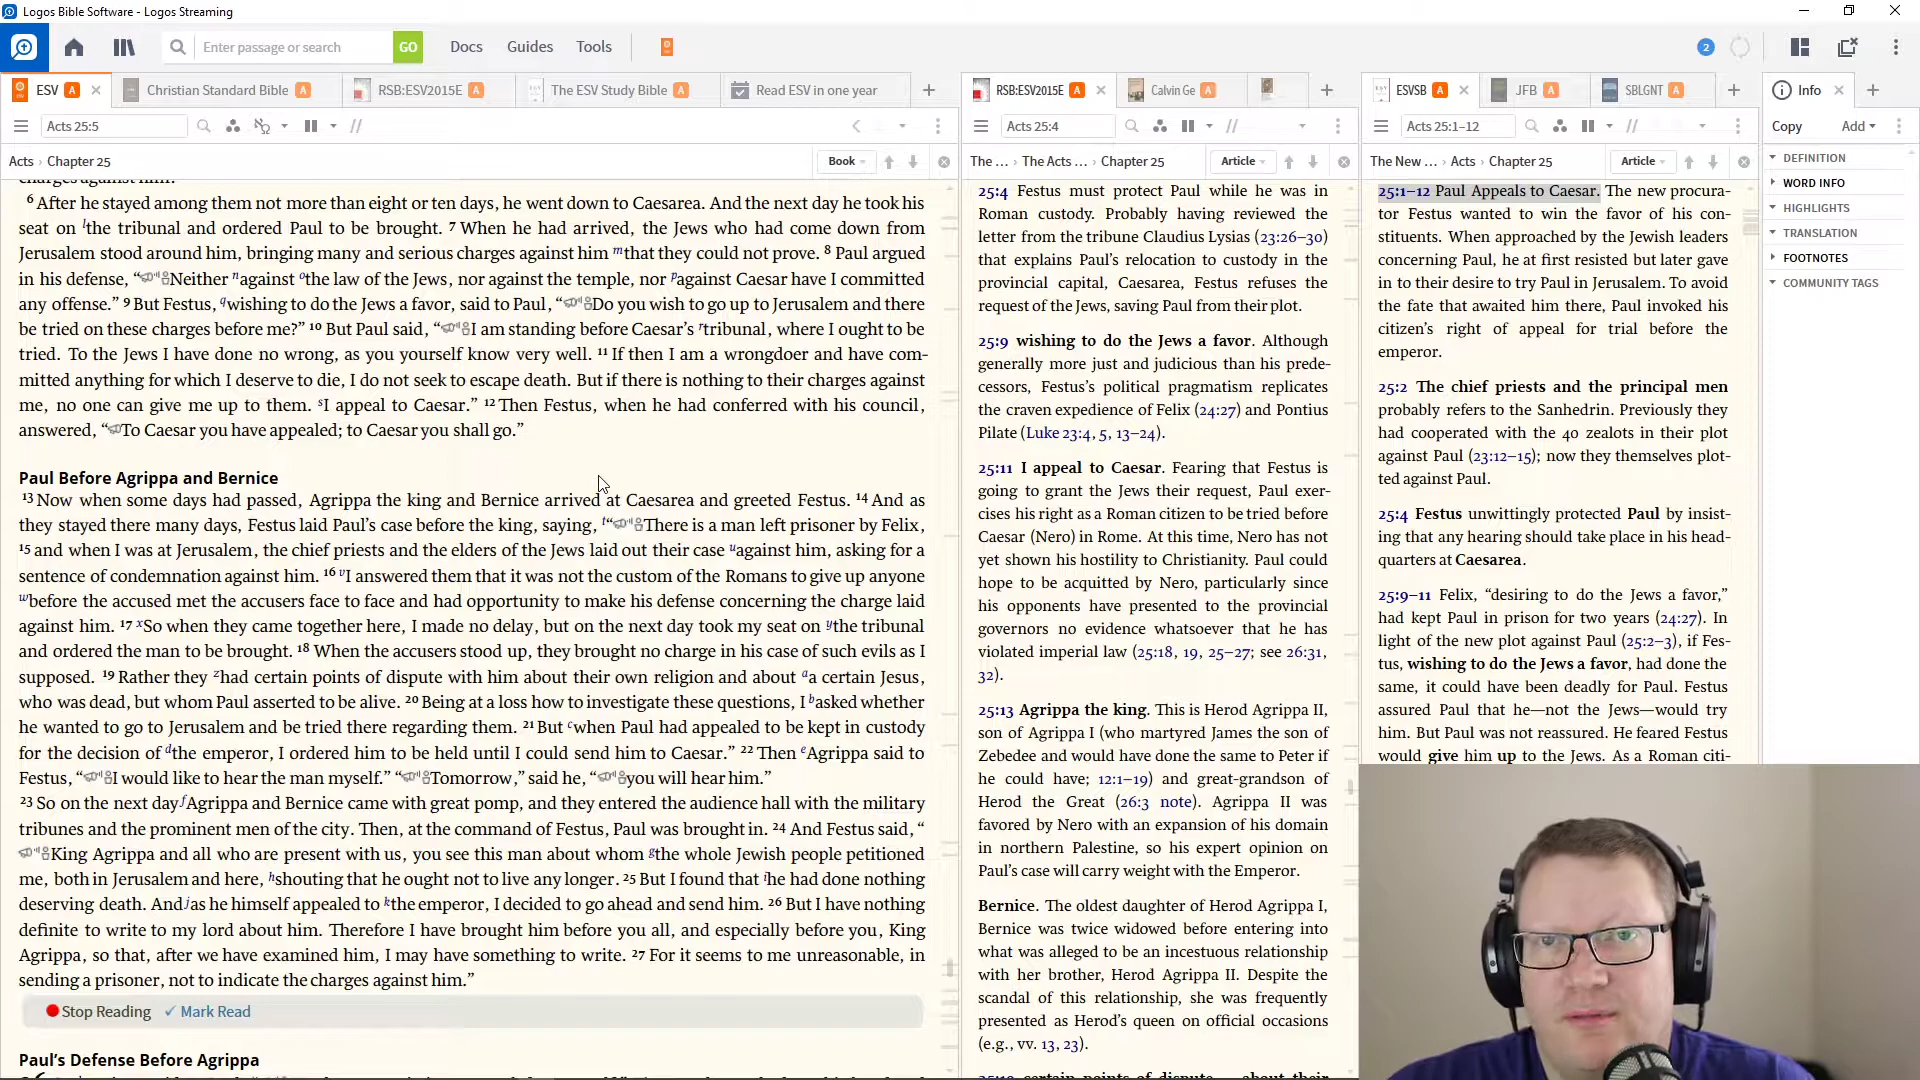 Logos Bible Software - Logos Streaming
Enter passage or search
GO
Docs
Guides
Tools
2
ESV A
Christian Standard Bible A
RSB:ESV2015E A
The ESV Study Bible A
Read ESV in one year
Acts 25:5
Acts › Chapter 25
Book
charges against him.
6 After he stayed among them not more than eight or ten days, he went down to Caesarea. And the next day he took his
seat on l the tribunal and ordered Paul to be brought. 7 When he had arrived, the Jews who had come down from
Jerusalem stood around him, bringing many and serious charges against him m that they could not prove. 8 Paul argued
in his defense, “Neither n against o the law of the Jews, nor against the temple, nor p against Caesar have I committed
any offense.” 9 But Festus, q wishing to do the Jews a favor, said to Paul, “Do you wish to go up to Jerusalem and there
be tried on these charges before me?” 10 But Paul said, “I am standing before Caesar’s r tribunal, where I ought to be
tried. To the Jews I have done no wrong, as you yourself know very well. 11 If then I am a wrongdoer and have com-
mitted anything for which I deserve to die, I do not seek to escape death. But if there is nothing to their charges against
me, no one can give me up to them. s I appeal to Caesar.” 12 Then Festus, when he had conferred with his council,
answered, “To Caesar you have appealed; to Caesar you shall go.”
Paul Before Agrippa and Bernice
13 Now when some days had passed, Agrippa the king and Bernice arrived at Caesarea and greeted Festus. 14 And as
they stayed there many days, Festus laid Paul’s case before the king, saying, t “There is a man left prisoner by Felix,
15 and when I was at Jerusalem, the chief priests and the elders of the Jews laid out their case u against him, asking for a
sentence of condemnation against him. 16 v I answered them that it was not the custom of the Romans to give up anyone
w before the accused met the accusers face to face and had opportunity to make his defense concerning the charge laid
against him. 17 x So when they came together here, I made no delay, but on the next day took my seat on y the tribunal
and ordered the man to be brought. 18 When the accusers stood up, they brought no charge in his case of such evils as I
supposed. 19 Rather they z had certain points of dispute with him about their own religion and about a a certain Jesus,
who was dead, but whom Paul asserted to be alive. 20 Being at a loss how to investigate these questions, I b asked whether
he wanted to go to Jerusalem and be tried there regarding them. 21 But c when Paul had appealed to be kept in custody
for the decision of d the emperor, I ordered him to be held until I could send him to Caesar.” 22 Then e Agrippa said to
Festus, “I would like to hear the man myself.” “Tomorrow,” said he, “you will hear him.”
23 So on the next day f Agrippa and Bernice came with great pomp, and they entered the audience hall with the military
tribunes and the prominent men of the city. Then, at the command of Festus, Paul was brought in. 24 And Festus said, “
King Agrippa and all who are present with us, you see this man about whom g the whole Jewish people petitioned
me, both in Jerusalem and here, h shouting that he ought not to live any longer. 25 But I found that i he had done nothing
deserving death. And j as he himself appealed to k the emperor, I decided to go ahead and send him. 26 But I have nothing
definite to write to my lord about him. Therefore I have brought him before you all, and especially before you, King
Agrippa, so that, after we have examined him, I may have something to write. 27 For it seems to me unreasonable, in
sending a prisoner, not to indicate the charges against him.”
Stop Reading ✓ Mark Read
Paul’s Defense Before Agrippa
RSB:ESV2015E A
Calvin Ge A
Acts 25:4
The ... › The Acts ... › Chapter 25
Article
25:4 Festus must protect Paul while he was in
Roman custody. Probably having reviewed the
letter from the tribune Claudius Lysias (23:26–30)
that explains Paul’s relocation to custody in the
provincial capital, Caesarea, Festus refuses the
request of the Jews, saving Paul from their plot.
25:9 wishing to do the Jews a favor. Although
generally more just and judicious than his prede-
cessors, Festus’s political pragmatism replicates
the craven expedience of Felix (24:27) and Pontius
Pilate (Luke 23:4, 5, 13–24).
25:11 I appeal to Caesar. Fearing that Festus is
going to grant the Jews their request, Paul exer-
cises his right as a Roman citizen to be tried before
Caesar (Nero) in Rome. At this time, Nero has not
yet shown his hostility to Christianity. Paul could
hope to be acquitted by Nero, particularly since
his opponents have presented to the provincial
governors no evidence whatsoever that he has
violated imperial law (25:18, 19, 25–27; see 26:31,
32).
25:13 Agrippa the king. This is Herod Agrippa II,
son of Agrippa I (who martyred James the son of
Zebedee and would have done the same to Peter if
he could have; 12:1–19) and great-grandson of
Herod the Great (26:3 note). Agrippa II was
favored by Nero with an expansion of his domain
in northern Palestine, so his expert opinion on
Paul’s case will carry weight with the Emperor.
Bernice. The oldest daughter of Herod Agrippa I,
Bernice was twice widowed before entering into
what was alleged to be an incestuous relationship
with her brother, Herod Agrippa II. Despite the
scandal of this relationship, she was frequently
presented as Herod’s queen on official occasions
(e.g., vv. 13, 23).
25:19 certain points of dispute ... about their
ESVSB A
JFB A
SBLGNT A
Acts 25:1–12
The New ... › Acts › Chapter 25
Article
25:1–12 Paul Appeals to Caesar. The new procura-
tor Festus wanted to win the favor of his con-
stituents. When approached by the Jewish leaders
concerning Paul, he at first resisted but later gave
in to their desire to try Paul in Jerusalem. To avoid
the fate that awaited him there, Paul invoked his
citizen’s right of appeal for trial before the
emperor.
25:2 The chief priests and the principal men
probably refers to the Sanhedrin. Previously they
had cooperated with the 40 zealots in their plot
against Paul (23:12–15); now they themselves plot-
ted against Paul.
25:4 Festus unwittingly protected Paul by insist-
ing that any hearing should take place in his head-
quarters at Caesarea.
25:9–11 Felix, “desiring to do the Jews a favor,”
had kept Paul in prison for two years (24:27). In
light of the new plot against Paul (25:2–3), if Fes-
tus, wishing to do the Jews a favor, had done the
same, it could have been deadly for Paul. Festus
assured Paul that he—not the Jews—would try
him. But Paul was not reassured. He feared Festus
would give him up to the Jews. As a Roman citi-
Info
Copy
Add
DEFINITION
WORD INFO
HIGHLIGHTS
TRANSLATION
FOOTNOTES
COMMUNITY TAGS